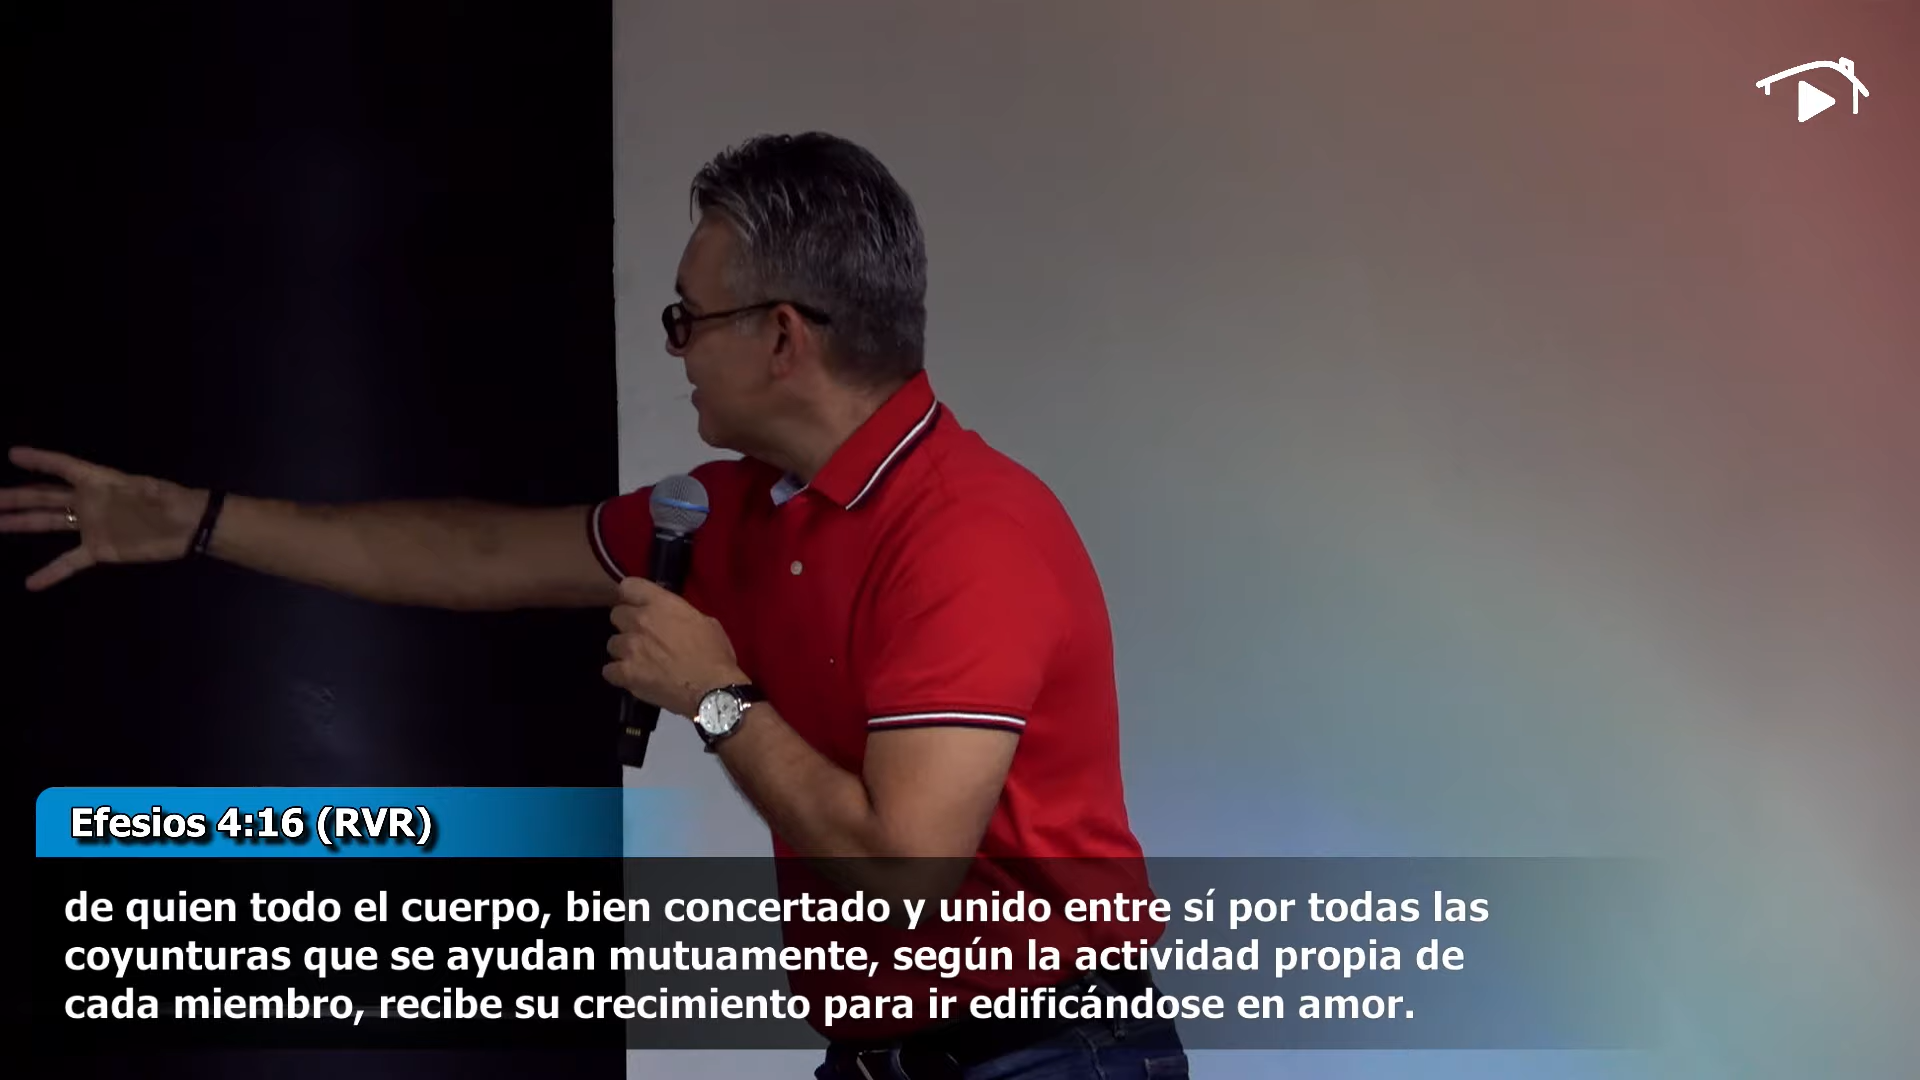 Efesios 4:16 (RVR)
de quien todo el cuerpo, bien concertado y unido entre sí por todas las
coyunturas que se ayudan mutuamente, según la actividad propia de
cada miembro, recibe su crecimiento para ir edificándose en amor.